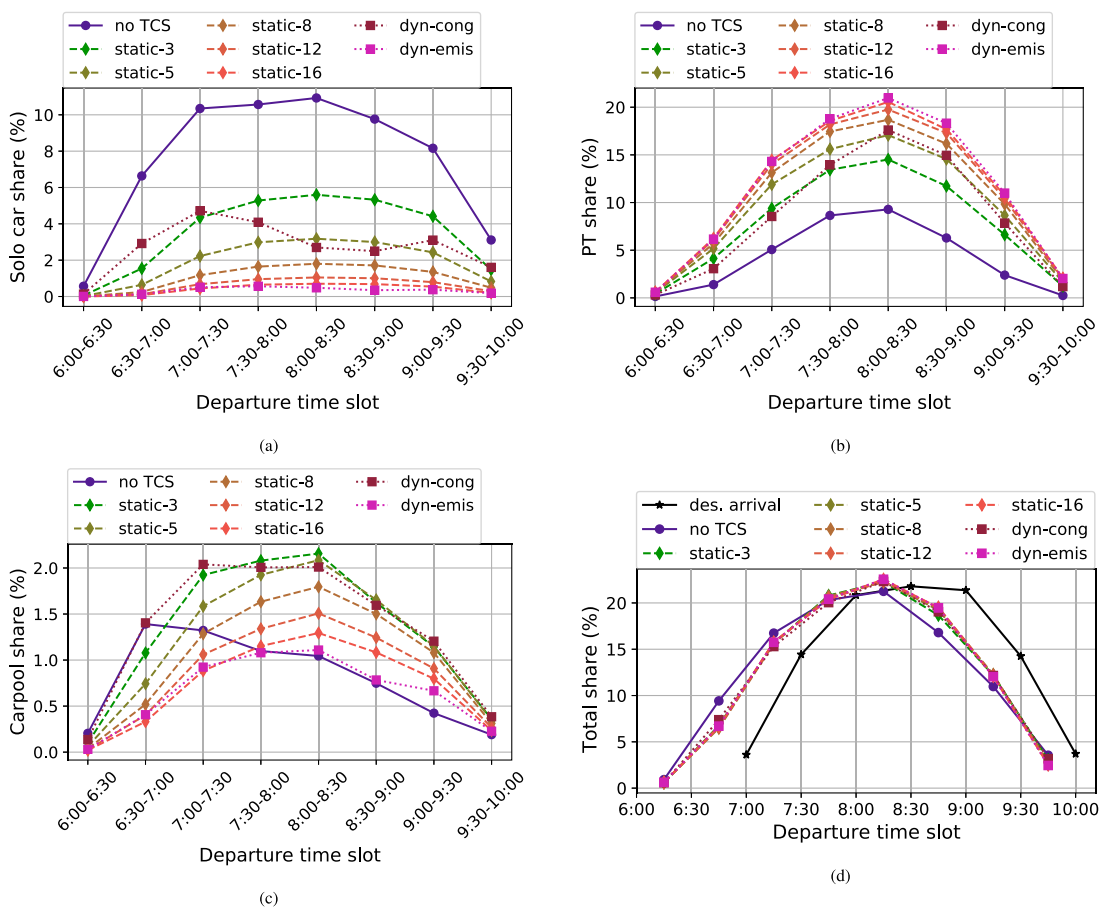 no TCS
static-3
static-5
static-8
static-12
static-16
dyn-cong
dyn-emis
Solo car share (%)
10
8
6
4
2
0
6:00-6:30
6:30-7:00
7:00-7:30
7:30-8:00
8:00-8:30
8:30-9:00
9:00-9:30
9:30-10:00
Departure time slot
(a)
no TCS
static-3
static-5
static-8
static-12
static-16
dyn-cong
dyn-emis
PT share (%)
20
15
10
5
0
6:00-6:30
6:30-7:00
7:00-7:30
7:30-8:00
8:00-8:30
8:30-9:00
9:00-9:30
9:30-10:00
Departure time slot
(b)
no TCS
static-3
static-5
static-8
static-12
static-16
dyn-cong
dyn-emis
Carpool share (%)
2.0
1.5
1.0
0.5
0.0
6:00-6:30
6:30-7:00
7:00-7:30
7:30-8:00
8:00-8:30
8:30-9:00
9:00-9:30
9:30-10:00
Departure time slot
(c)
des. arrival
no TCS
static-3
static-5
static-8
static-12
static-16
dyn-cong
dyn-emis
Total share (%)
20
15
10
5
0
6:00
6:30
7:00
7:30
8:00
8:30
9:00
9:30
10:00
Departure time slot
(d)